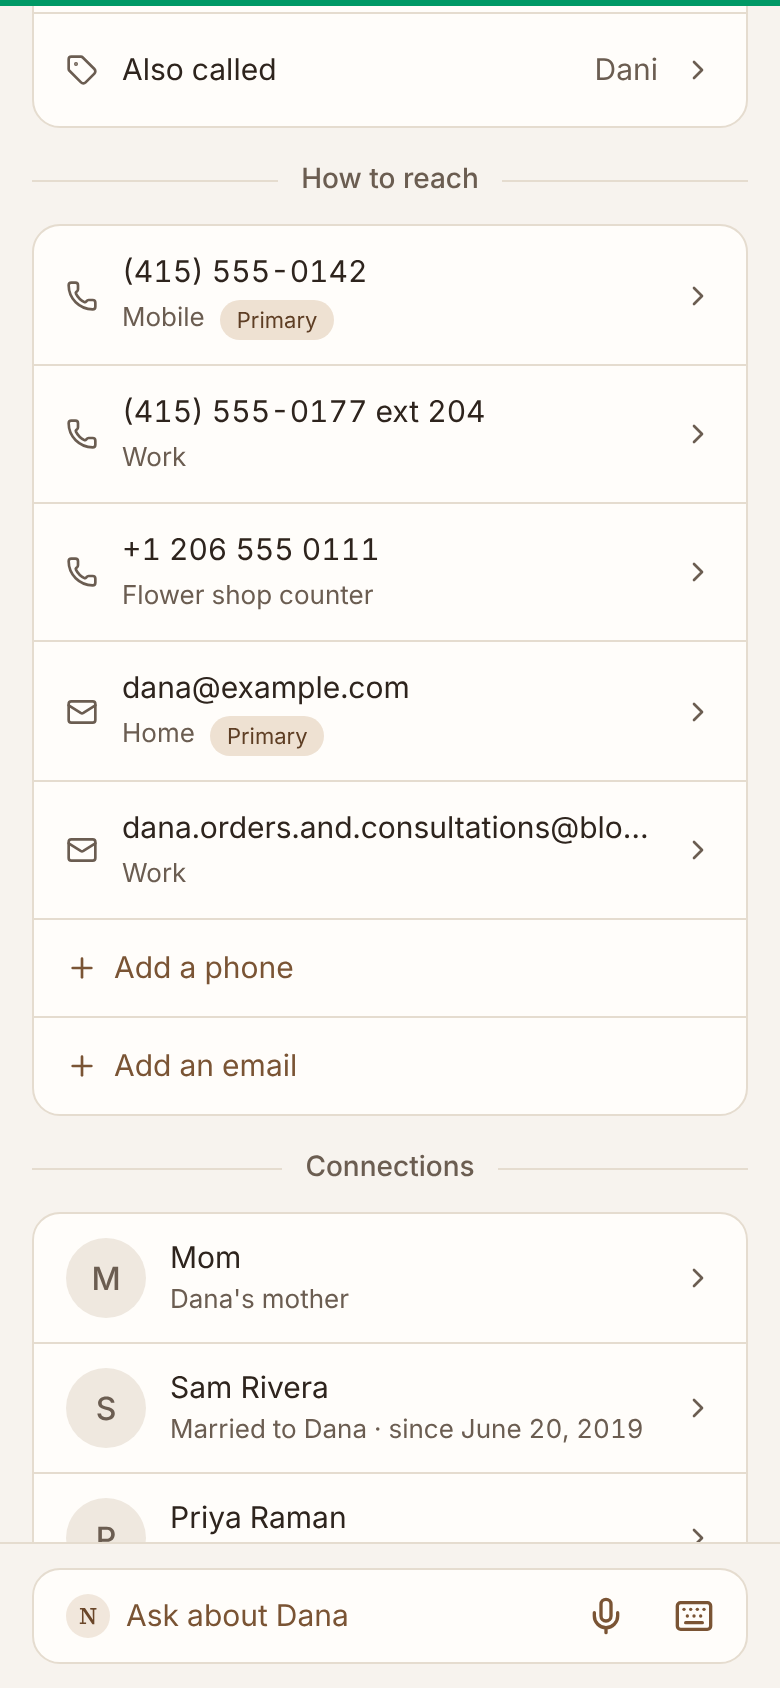 Also called
Dani
How to reach
(415) 555-0142
Mobile Primary
(415) 555-0177 ext 204
Work
+1 206 555 0111
Flower shop counter
dana@example.com
Home Primary
dana.orders.and.consultations@blo...
Work
Add a phone
Add an email
Connections
M
Mom
Dana's mother
S
Sam Rivera
Married to Dana · since June 20, 2019
P
Priya Raman
N Ask about Dana